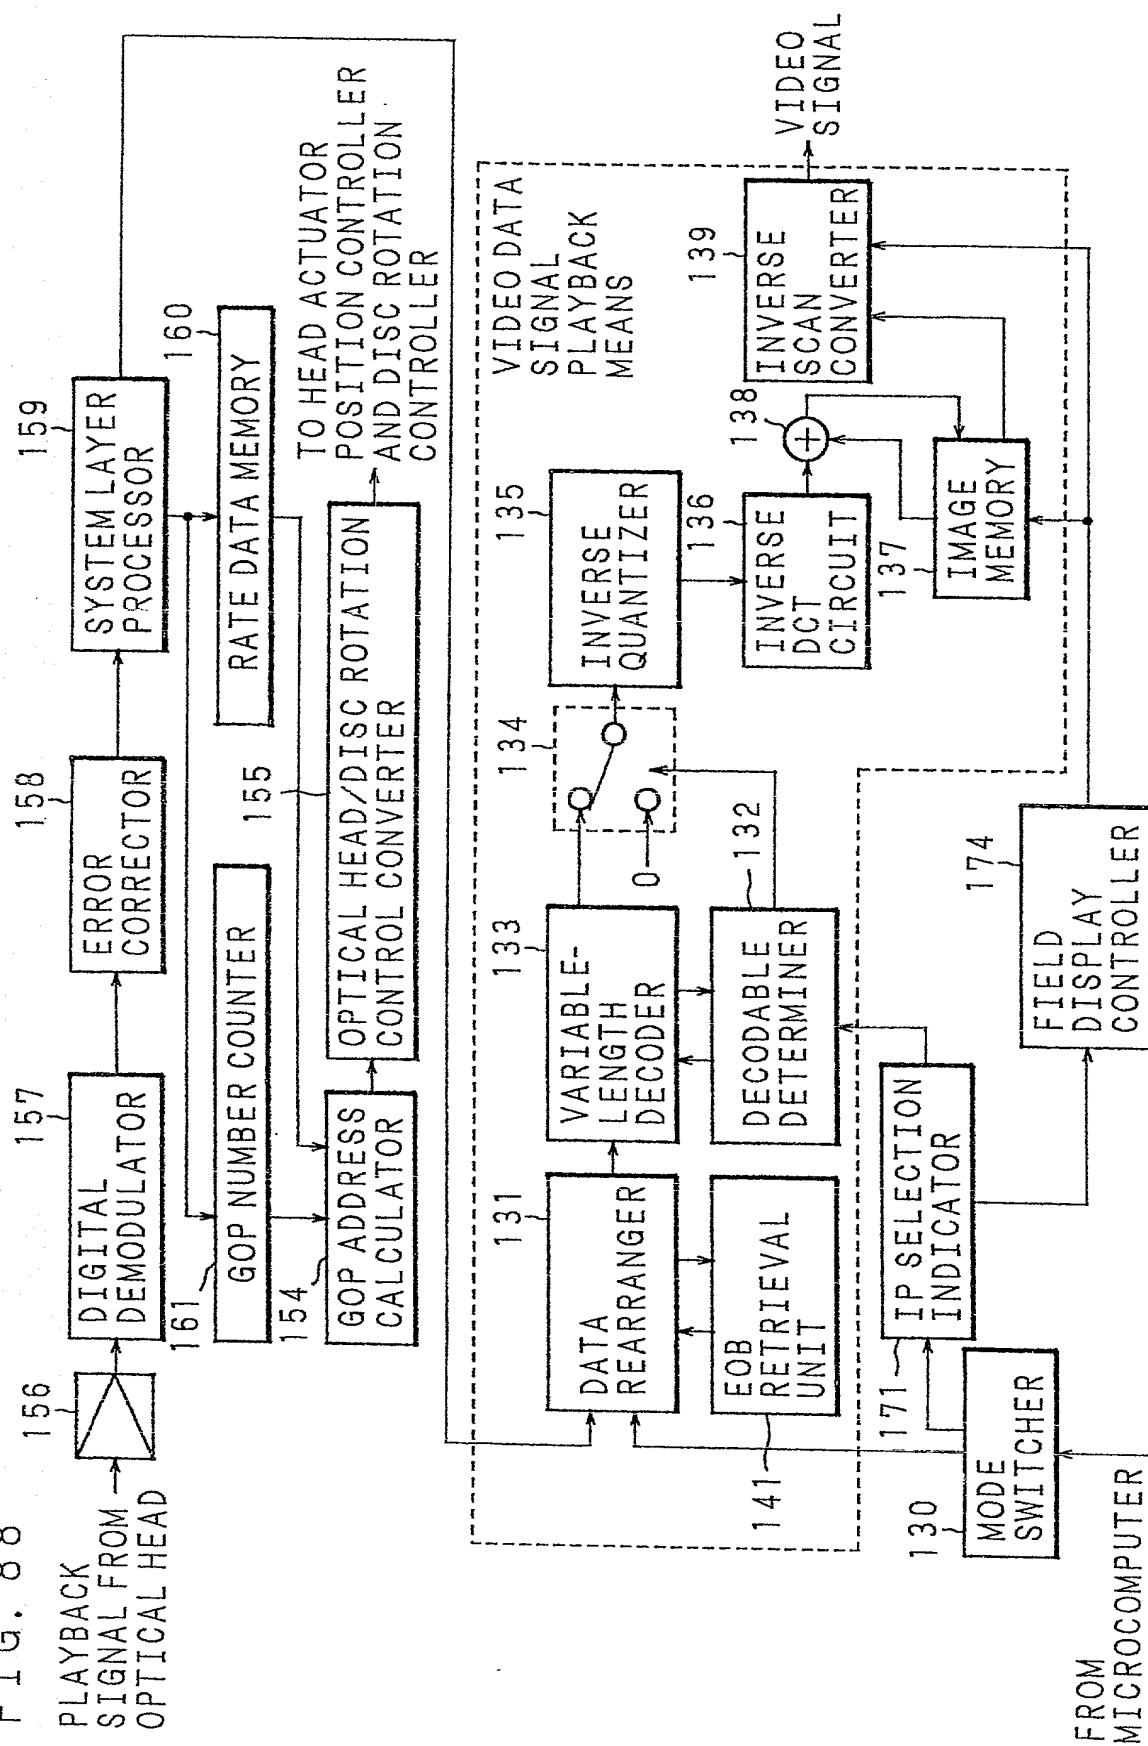 FIG. 88
PLAYBACK
SIGNAL FROM
OPTICAL HEAD
156
157
DIGITAL
DEMODULATOR
158
ERROR
CORRECTOR
159
SYSTEM LAYER
PROCESSOR
161
GOP NUMBER COUNTER
160
RATE DATA MEMORY
154
GOP ADDRESS
CALCULATOR
155
OPTICAL HEAD/DISC ROTATION
CONTROL CONVERTER
TO HEAD ACTUATOR
POSITION CONTROLLER
AND DISC ROTATION
CONTROLLER
VIDEO DATA
SIGNAL
PLAYBACK
MEANS
131
DATA
REARRANGER
133
VARIABLE-
LENGTH
DECODER
134
0
135
INVERSE
QUANTIZER
141
EOB
RETRIEVAL
UNIT
132
DECODABLE
DETERMINER
136
INVERSE
DCT
CIRCUIT
138
139
INVERSE
SCAN
CONVERTER
VIDEO
SIGNAL
137
IMAGE
MEMORY
171
IP SELECTION
INDICATOR
130
MODE
SWITCHER
174
FIELD
DISPLAY
CONTROLLER
FROM
MICROCOMPUTER